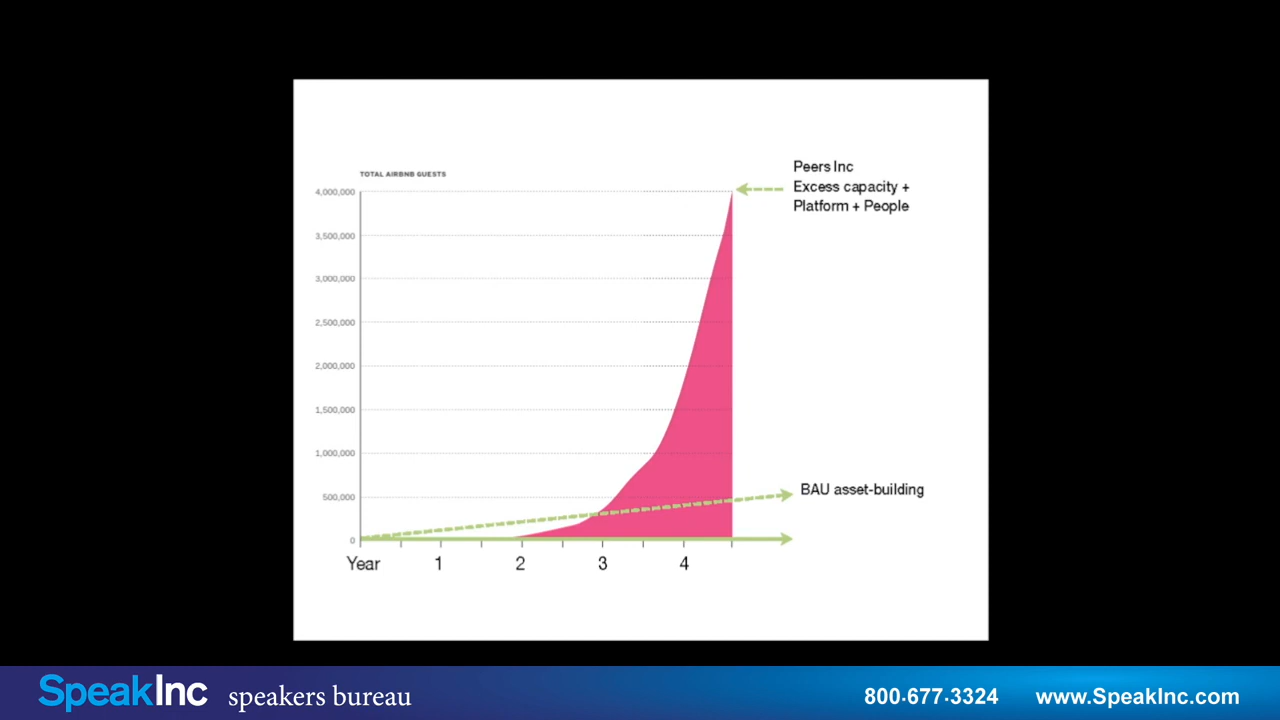 TOTAL AIRBNB GUESTS
4,000,000
3,500,000
3,000,000
2,500,000
2,000,000
1,500,000
1,000,000
500,000
0
Year 1 2 3 4
Peers Inc
Excess capacity +
Platform + People
BAU asset-building
SpeakInc speakers bureau 800·677·3324 www.SpeakInc.com